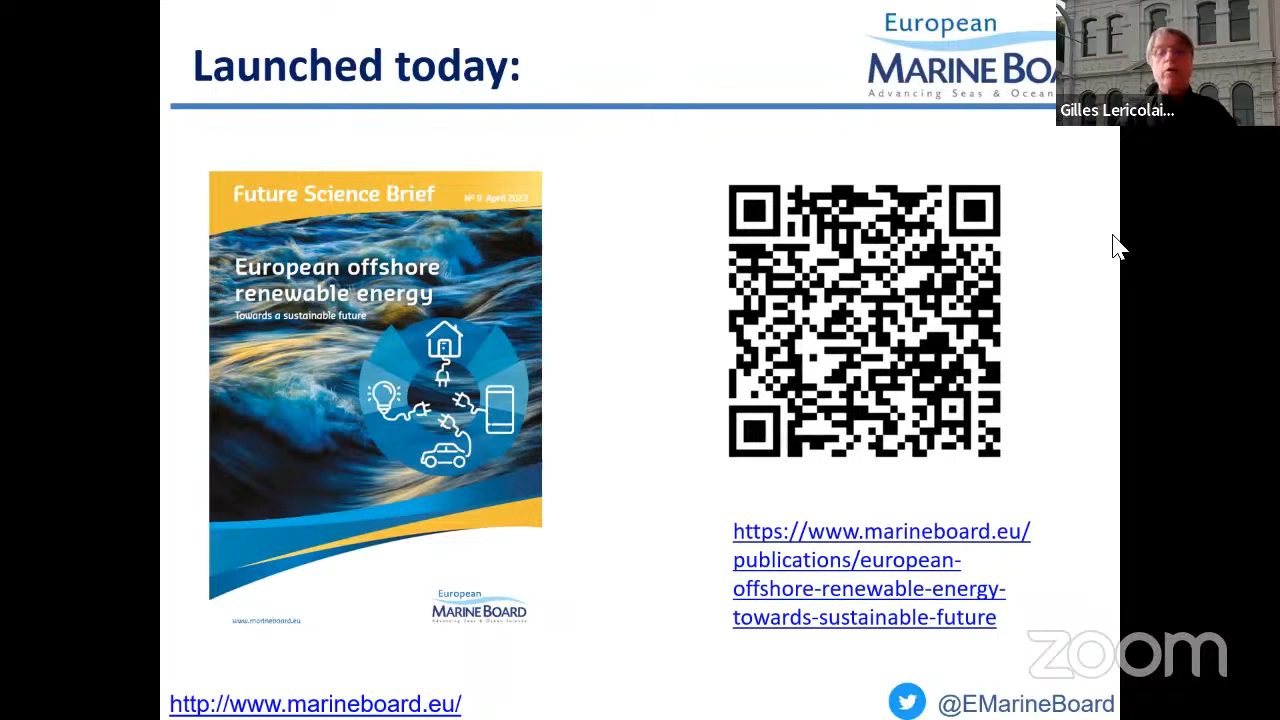 Launched today:
European
MARINE BOA
Advancing Seas & Ocean
Gilles Lericolai...
Future Science Brief
Nº 9 April 2023
European offshore
renewable energy
Towards a sustainable future
European
MARINE BOARD
Advancing Seas & Ocean Science
www.marineboard.eu
https://www.marineboard.eu/
publications/european-
offshore-renewable-energy-
towards-sustainable-future
zoom
http://www.marineboard.eu/
@EMarineBoard